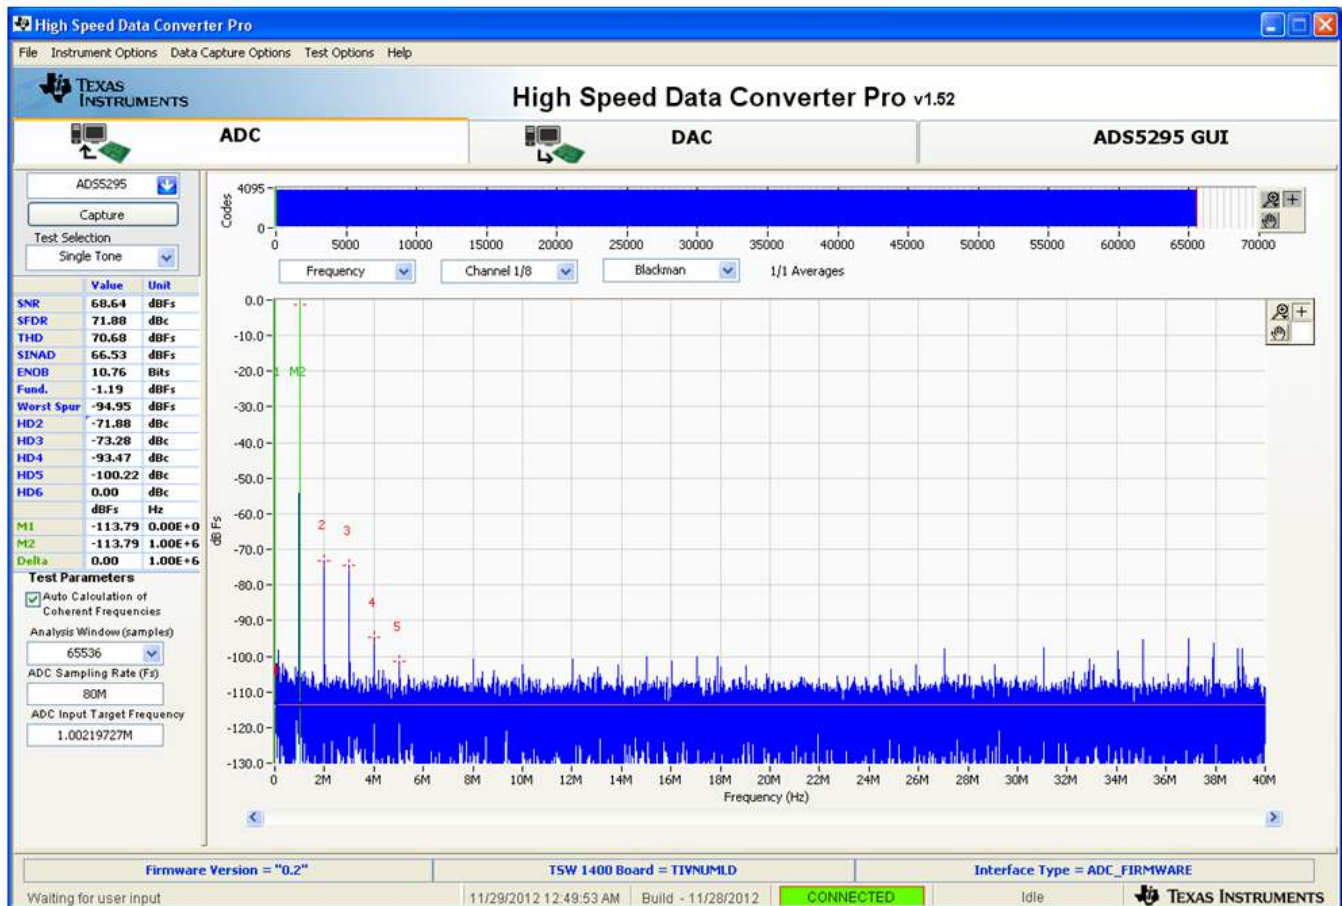 High Speed Data Converter Pro
File Instrument Options Data Capture Options Test Options Help
TEXAS INSTRUMENTS
High Speed Data Converter Pro v1.52
ADC
DAC
ADS5295 GUI
ADS5295
Capture
Test Selection
Single Tone
Value Unit
SNR 68.64 dBFs
SFDR 71.88 dBc
THD 70.68 dBFs
SINAD 66.53 dBFs
ENOB 10.76 Bits
Fund. -1.19 dBFs
Worst Spur -94.95 dBFs
HD2 -71.88 dBc
HD3 -73.28 dBc
HD4 -93.47 dBc
HD5 -100.22 dBc
HD6 0.00 dBc
dBFs Hz
M1 -113.79 0.00E+0
M2 -113.79 1.00E+6
Delta 0.00 1.00E+6
Test Parameters
Auto Calculation of
Coherent Frequencies
Analysis Window (samples)
65536
ADC Sampling Rate (Fs)
80M
ADC Input Target Frequency
1.00219727M
Codes
4095
0
0 5000 10000 15000 20000 25000 30000 35000 40000 45000 50000 55000 60000 65000 70000
Frequency
Channel 1/8
Blackman
1/1 Averages
dB Fs
0.0
-10.0
-20.0
-30.0
-40.0
-50.0
-60.0
-70.0
-80.0
-90.0
-100.0
-110.0
-120.0
-130.0
1 M2
2
3
4
5
0 2M 4M 6M 8M 10M 12M 14M 16M 18M 20M 22M 24M 26M 28M 30M 32M 34M 36M 38M 40M
Frequency (Hz)
Firmware Version = "0.2"
TSW 1400 Board = TIVNUMLD
Interface Type = ADC_FIRMWARE
Waiting for user input
11/29/2012 12:49:53 AM
Build - 11/28/2012
CONNECTED
Idle
TEXAS INSTRUMENTS